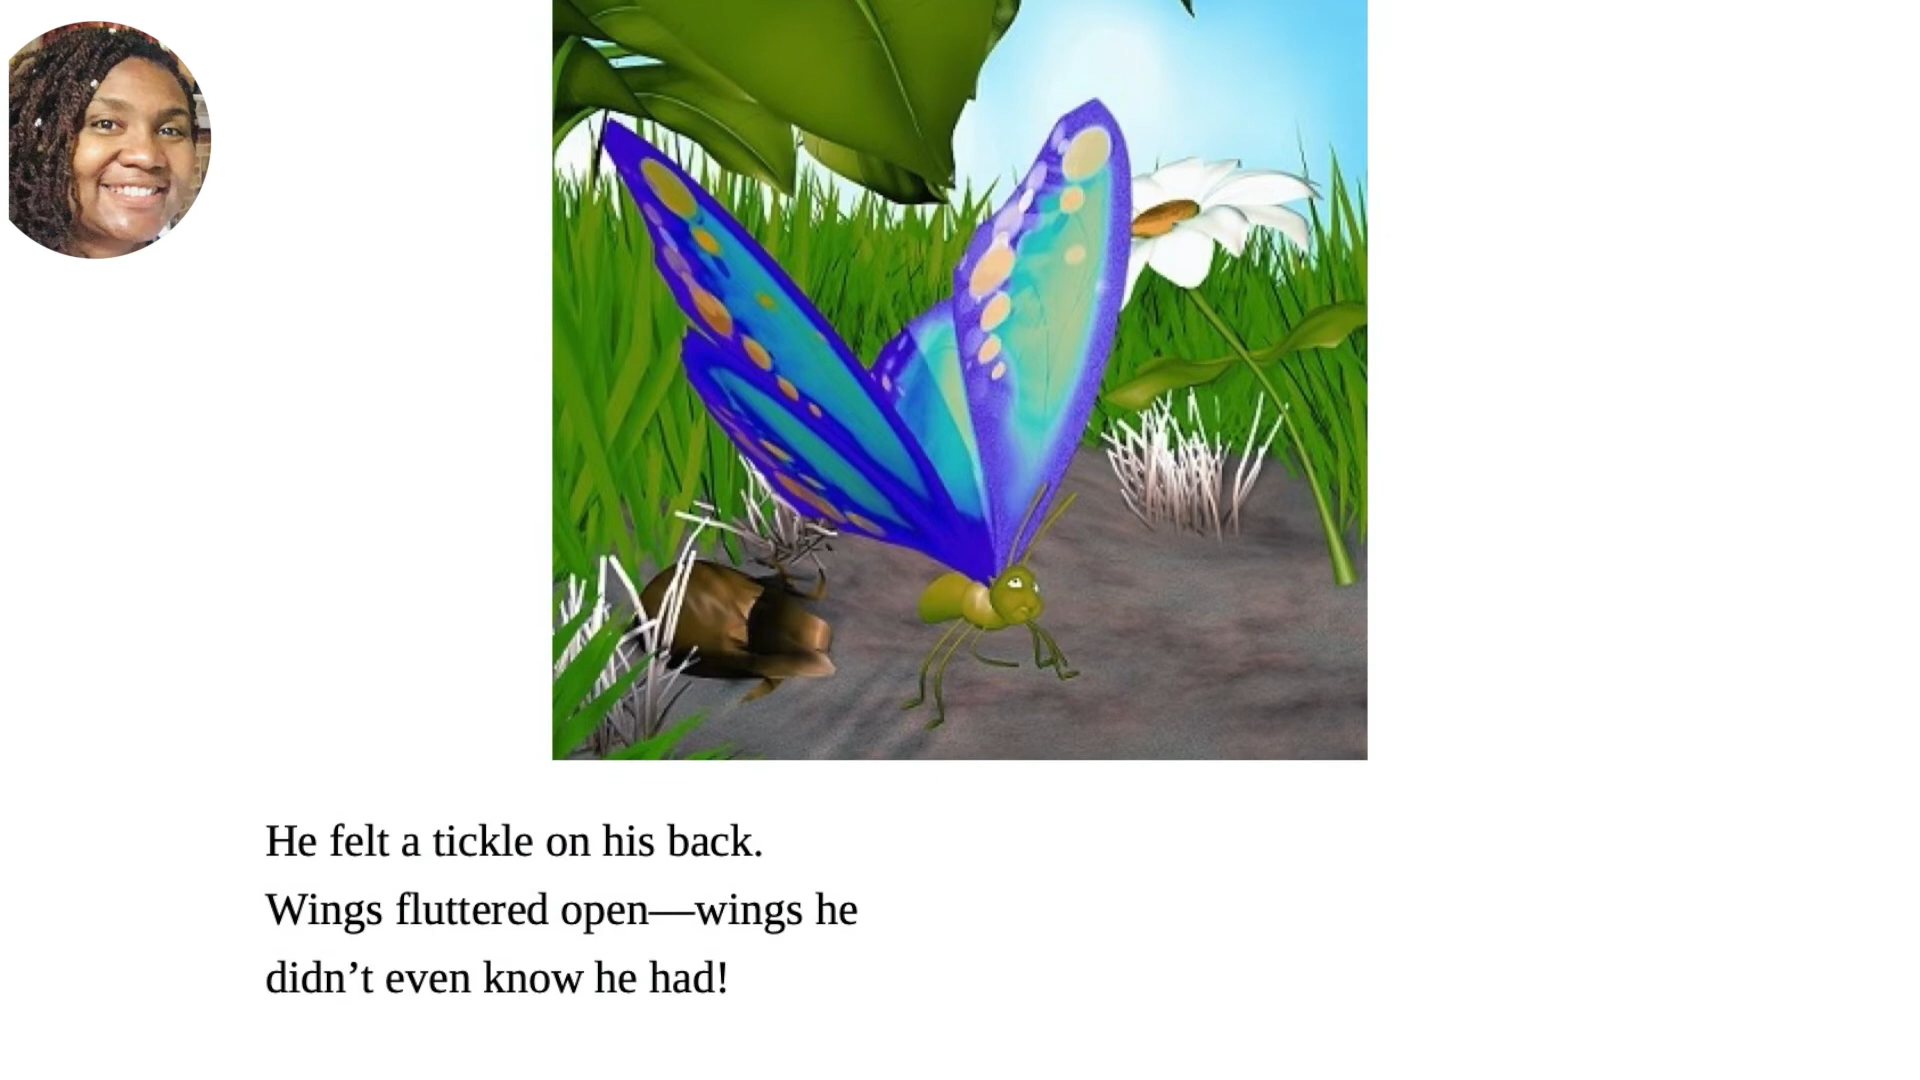 He felt a tickle on his back.
Wings fluttered open—wings he
didn’t even know he had!